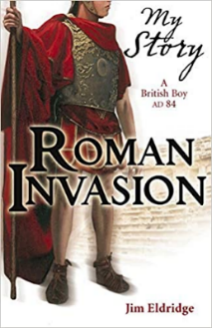 My
Story
A
British Boy
AD 84
ROMAN
INVASION
Jim Eldridge